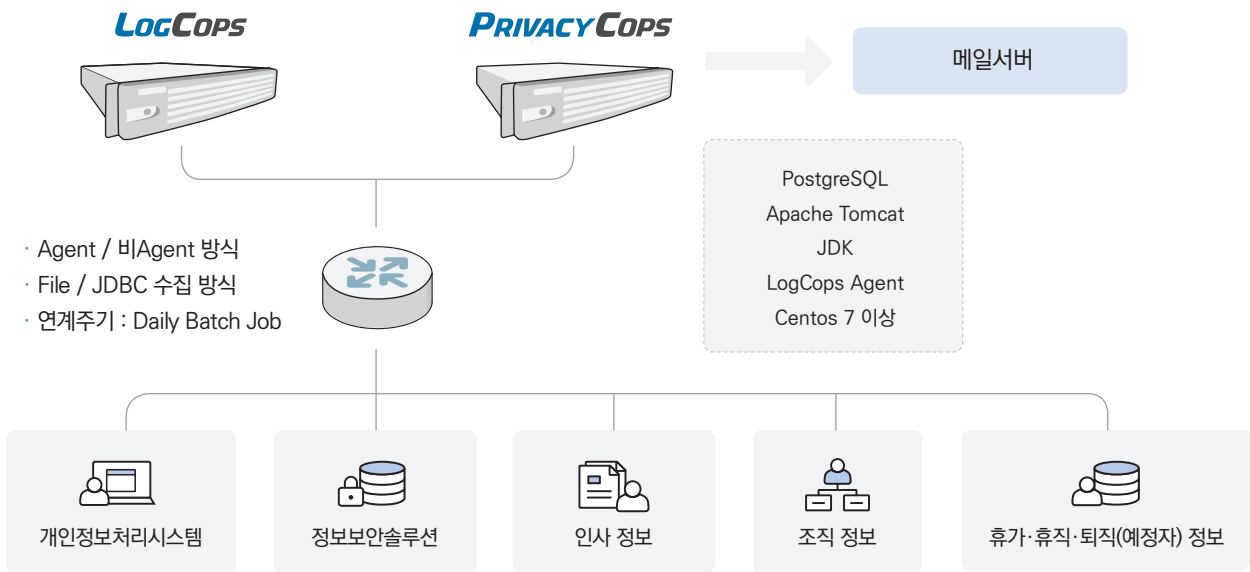 LOGCOPS
PRIVACYCOPS
메일서버
PostgreSQL
Apache Tomcat
JDK
LogCops Agent
Centos 7 이상
· Agent / 비Agent 방식
· File / JDBC 수집 방식
· 연계주기 : Daily Batch Job
개인정보처리시스템
정보보안솔루션
인사 정보
조직 정보
휴가·휴직·퇴직(예정자) 정보